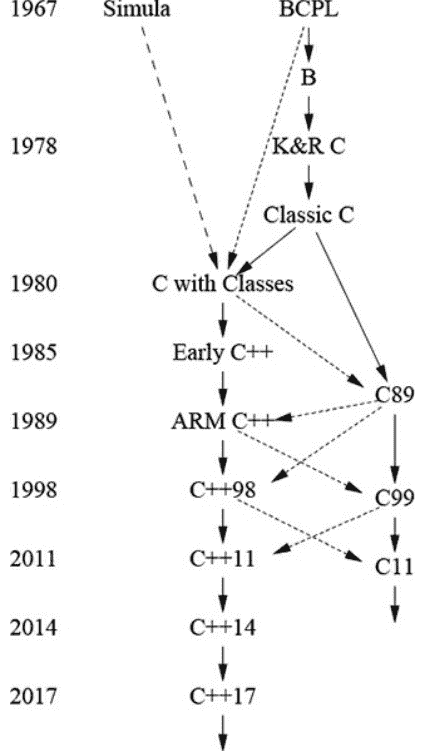 1967 Simula BCPL
B
1978 K&R C
Classic C
1980 C with Classes
1985 Early C++
C89
1989 ARM C++
1998 C++98
C99
2011 C++11
C11
2014 C++14
2017 C++17